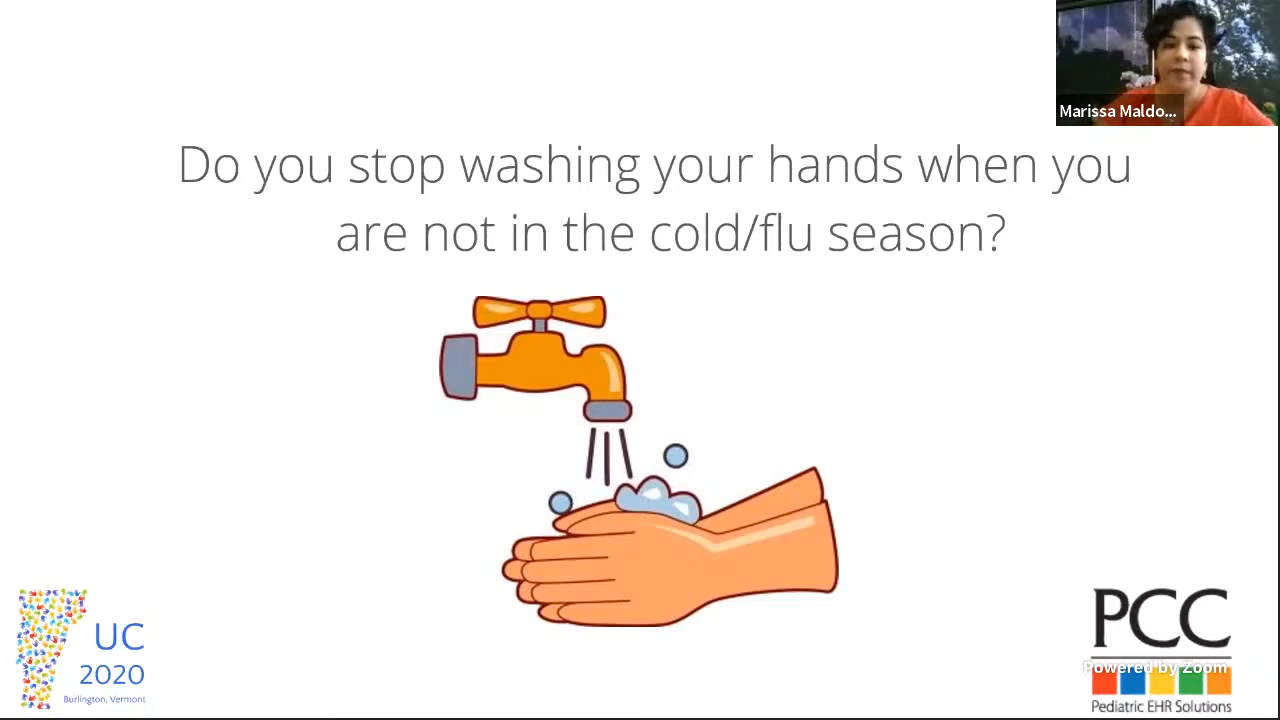 Marissa Maldo...
Do you stop washing your hands when you
are not in the cold/flu season?
UC
2020
Burlington, Vermont
PCC
Powered by Zoom
Pediatric EHR Solutions